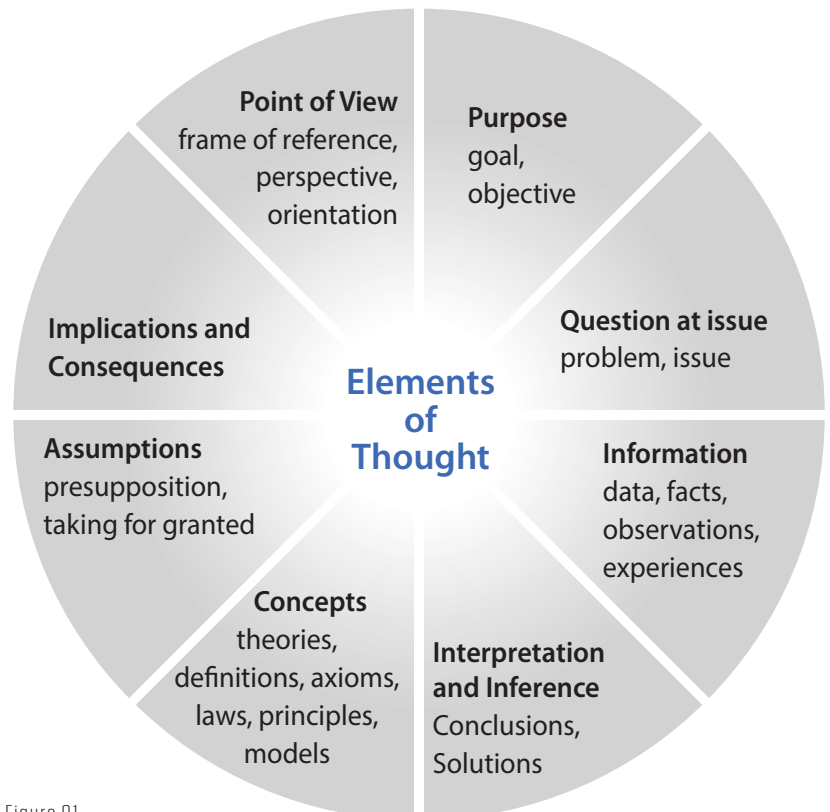 Point of View
frame of reference,
perspective,
orientation
Purpose
goal,
objective
Question at issue
problem, issue
Information
data, facts,
observations,
experiences
Interpretation
and Inference
Conclusions,
Solutions
Concepts
theories,
definitions, axioms,
laws, principles,
models
Assumptions
presupposition,
taking for granted
Implications and
Consequences
Elements
of
Thought
Figure 01